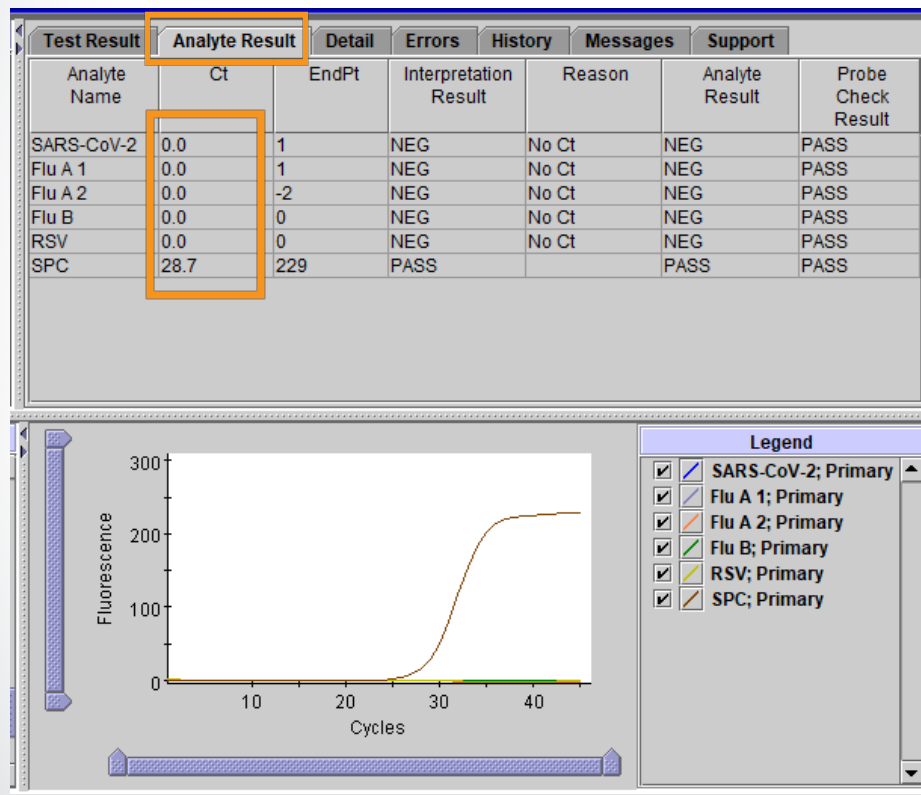 Test Result Analyte Result Detail Errors History Messages Support
Analyte Name Ct EndPt Interpretation Result Reason Analyte Result Probe Check Result
SARS-CoV-2 0.0 1 NEG No Ct NEG PASS
Flu A 1 0.0 1 NEG No Ct NEG PASS
Flu A 2 0.0 -2 NEG No Ct NEG PASS
Flu B 0.0 0 NEG No Ct NEG PASS
RSV 0.0 0 NEG No Ct NEG PASS
SPC 28.7 229 PASS PASS PASS
300
200
100
0
Fluorescence
10 20 30 40
Cycles
Legend
SARS-CoV-2; Primary
Flu A 1; Primary
Flu A 2; Primary
Flu B; Primary
RSV; Primary
SPC; Primary